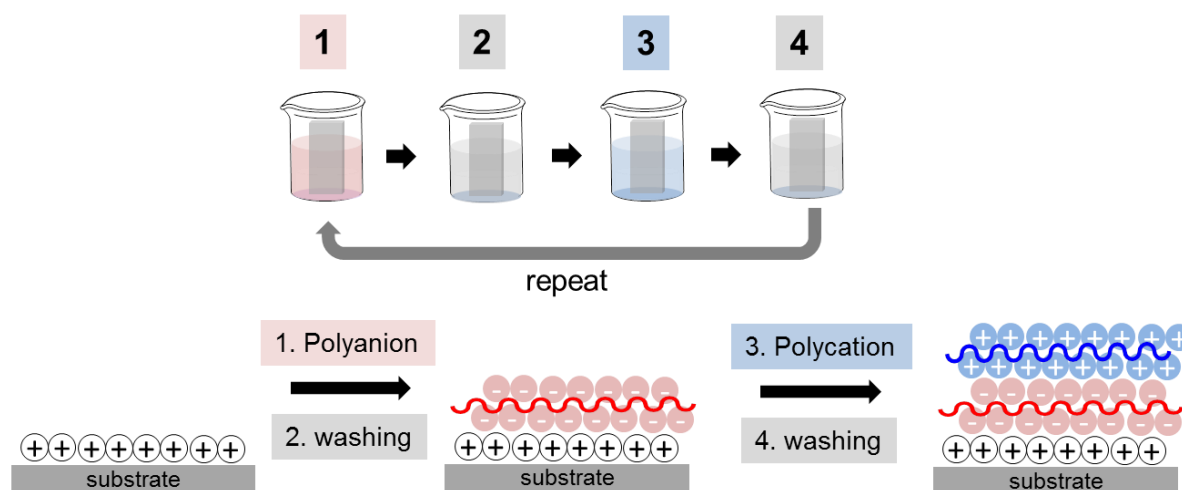 1 2 3 4
repeat
1. Polyanion
2. washing
3. Polycation
4. washing
substrate
substrate
substrate